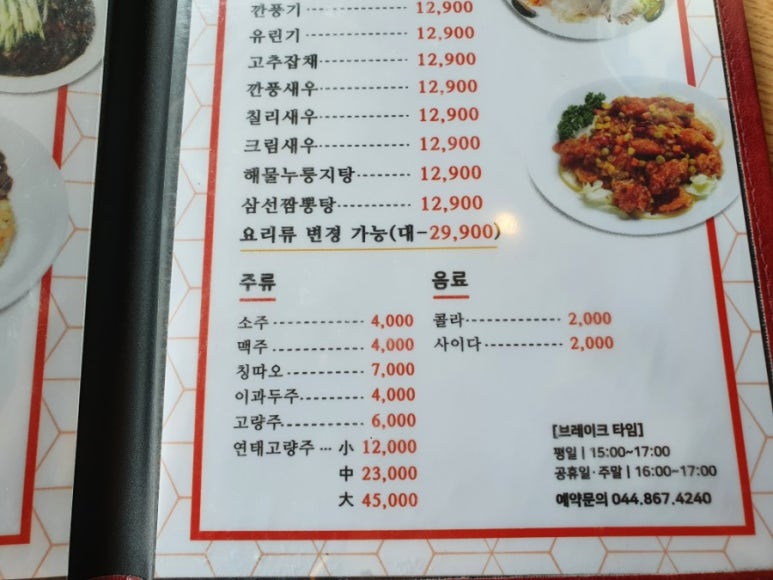 깐풍기 12,900
유린기 12,900
고추잡채 12,900
깐풍새우 12,900
칠리새우 12,900
크림새우 12,900
해물누룽지탕 12,900
삼선짬뽕탕 12,900
요리류 변경 가능(대-29,900)
주류
소주 4,000
맥주 4,000
칭따오 7,000
이과두주 4,000
고량주 6,000
연태고량주 ··· 小 12,000
中 23,000
大 45,000
음료
콜라 2,000
사이다 2,000
[브레이크 타임]
평일 | 15:00~17:00
공휴일·주말 | 16:00~17:00
예약문의 044.867.4240